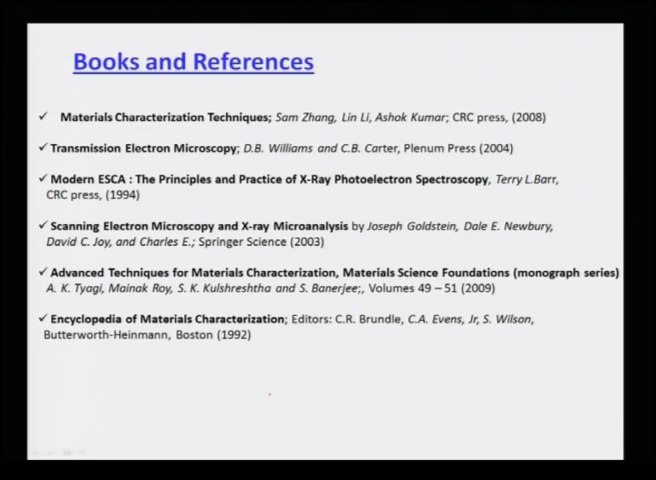 Books and References
✓ Materials Characterization Techniques; Sam Zhang, Lin Li, Ashok Kumar; CRC press, (2008)
✓ Transmission Electron Microscopy; D.B. Williams and C.B. Carter, Plenum Press (2004)
✓ Modern ESCA : The Principles and Practice of X-Ray Photoelectron Spectroscopy, Terry L.Barr,
CRC press, (1994)
✓ Scanning Electron Microscopy and X-ray Microanalysis by Joseph Goldstein, Dale E. Newbury,
David C. Joy, and Charles E.; Springer Science (2003)
✓ Advanced Techniques for Materials Characterization, Materials Science Foundations (monograph series)
A. K. Tyagi, Mainak Roy, S. K. Kulshreshtha and S. Banerjee;, Volumes 49 – 51 (2009)
✓ Encyclopedia of Materials Characterization; Editors: C.R. Brundle, C.A. Evens, Jr, S. Wilson,
Butterworth-Heinmann, Boston (1992)